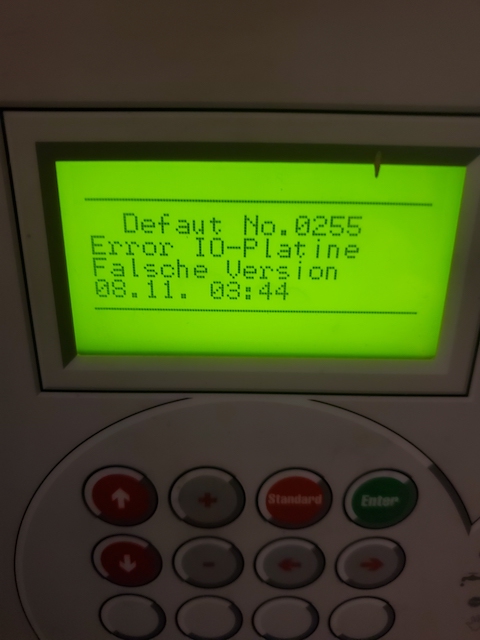 Defaut No.0255
Error IO-Platine
Falsche Version
08.11. 03:44
+ Standard Enter
-